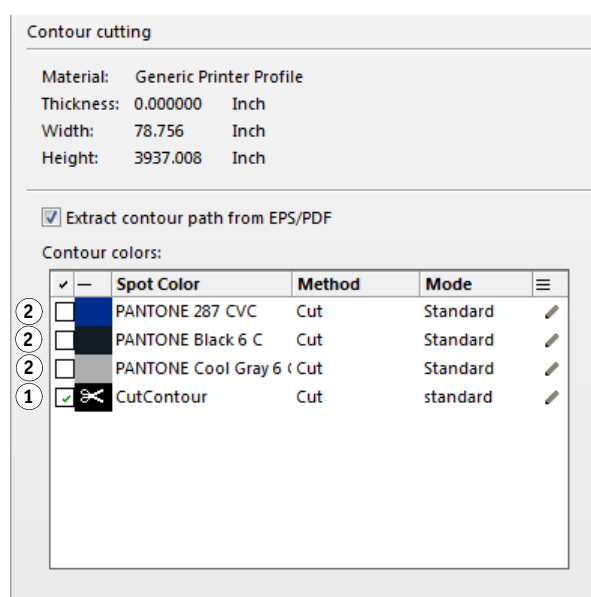 Contour cutting
Material: Generic Printer Profile
Thickness: 0.000000 Inch
Width: 78.756 Inch
Height: 3937.008 Inch
Extract contour path from EPS/PDF
Contour colors:
Spot Color Method Mode
2 PANTONE 287 CVC Cut Standard
2 PANTONE Black 6 C Cut Standard
2 PANTONE Cool Gray 6 Cut Standard
1 CutContour Cut standard